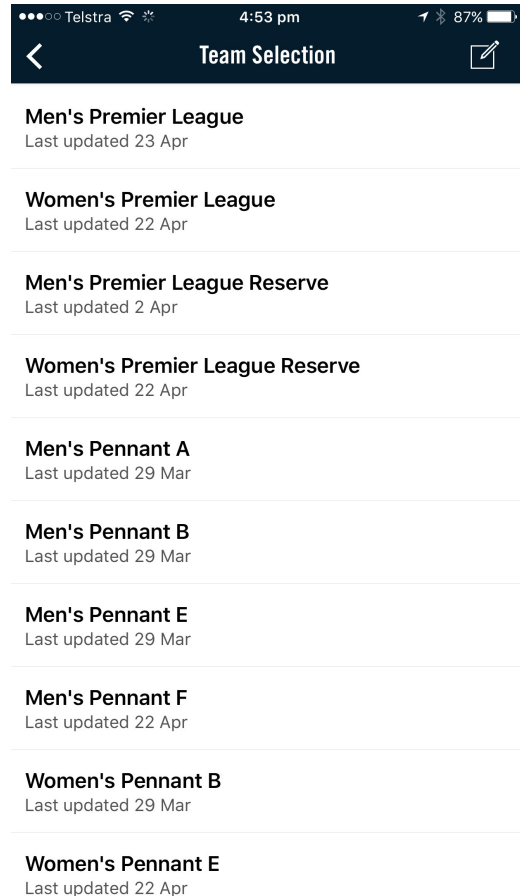 Telstra 4:53 pm 87%
Team Selection
Men's Premier League
Last updated 23 Apr
Women's Premier League
Last updated 22 Apr
Men's Premier League Reserve
Last updated 2 Apr
Women's Premier League Reserve
Last updated 22 Apr
Men's Pennant A
Last updated 29 Mar
Men's Pennant B
Last updated 29 Mar
Men's Pennant E
Last updated 29 Mar
Men's Pennant F
Last updated 22 Apr
Women's Pennant B
Last updated 29 Mar
Women's Pennant E
Last updated 22 Apr